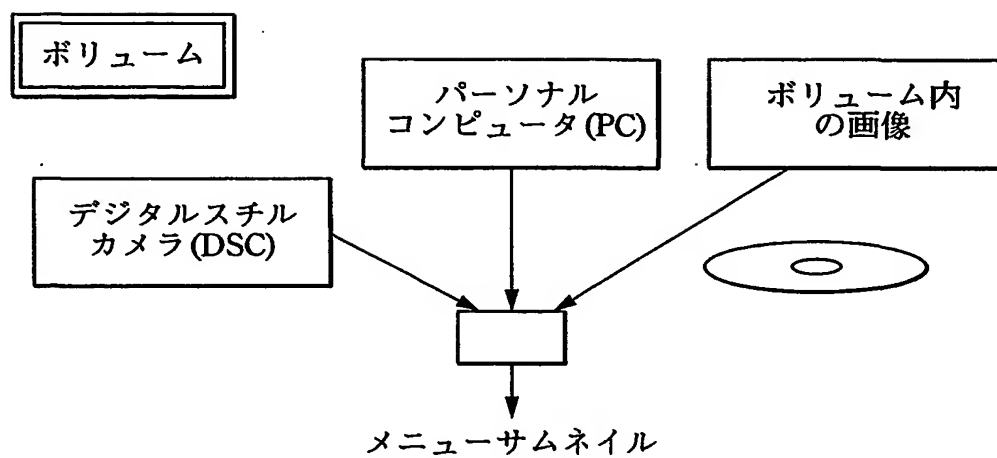 ボリューム
パーソナル
コンピュータ(PC)
ボリューム内
の画像
デジタルスチル
カメラ(DSC)
メニューサムネイル